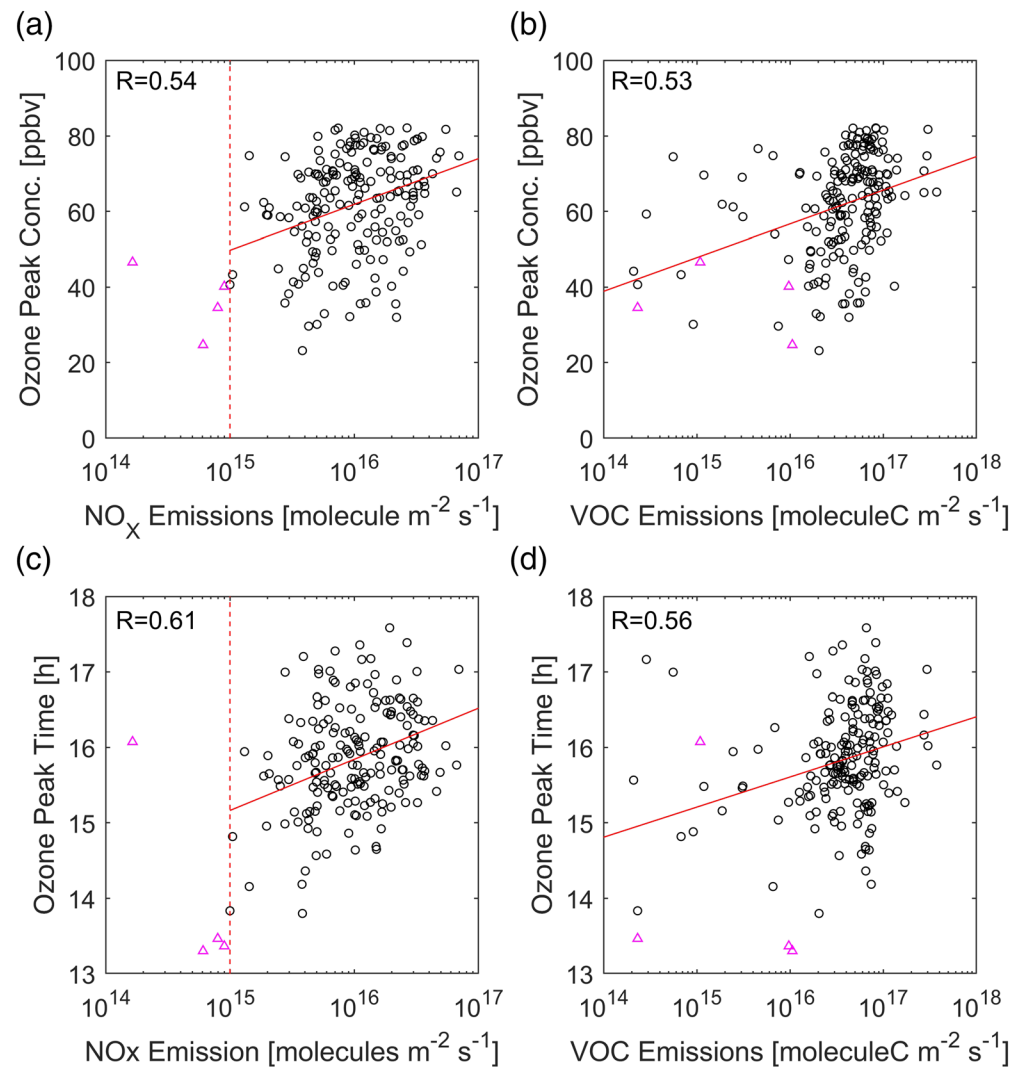 (a)
R=0.54
Ozone Peak Conc. [ppbv]
100
80
60
40
20
0
10^14
10^15
10^16
10^17
NO_X Emissions [molecule m^-2 s^-1]
(b)
R=0.53
Ozone Peak Conc. [ppbv]
100
80
60
40
20
0
10^14
10^15
10^16
10^17
10^18
VOC Emissions [moleculeC m^-2 s^-1]
(c)
R=0.61
Ozone Peak Time [h]
18
17
16
15
14
13
10^14
10^15
10^16
10^17
NOx Emission [molecules m^-2 s^-1]
(d)
R=0.56
Ozone Peak Time [h]
18
17
16
15
14
13
10^14
10^15
10^16
10^17
10^18
VOC Emissions [moleculeC m^-2 s^-1]